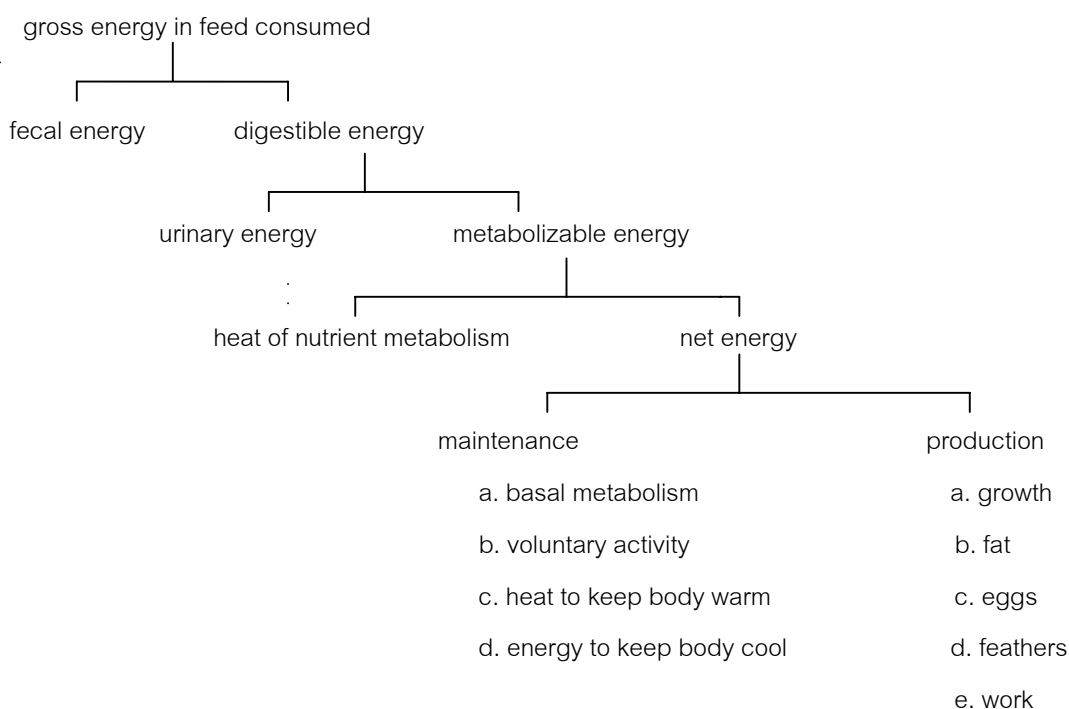 gross energy in feed consumed
fecal energy digestible energy
urinary energy metabolizable energy
heat of nutrient metabolism net energy
maintenance production
a. basal metabolism a. growth
b. voluntary activity b. fat
c. heat to keep body warm c. eggs
d. energy to keep body cool d. feathers
e. work